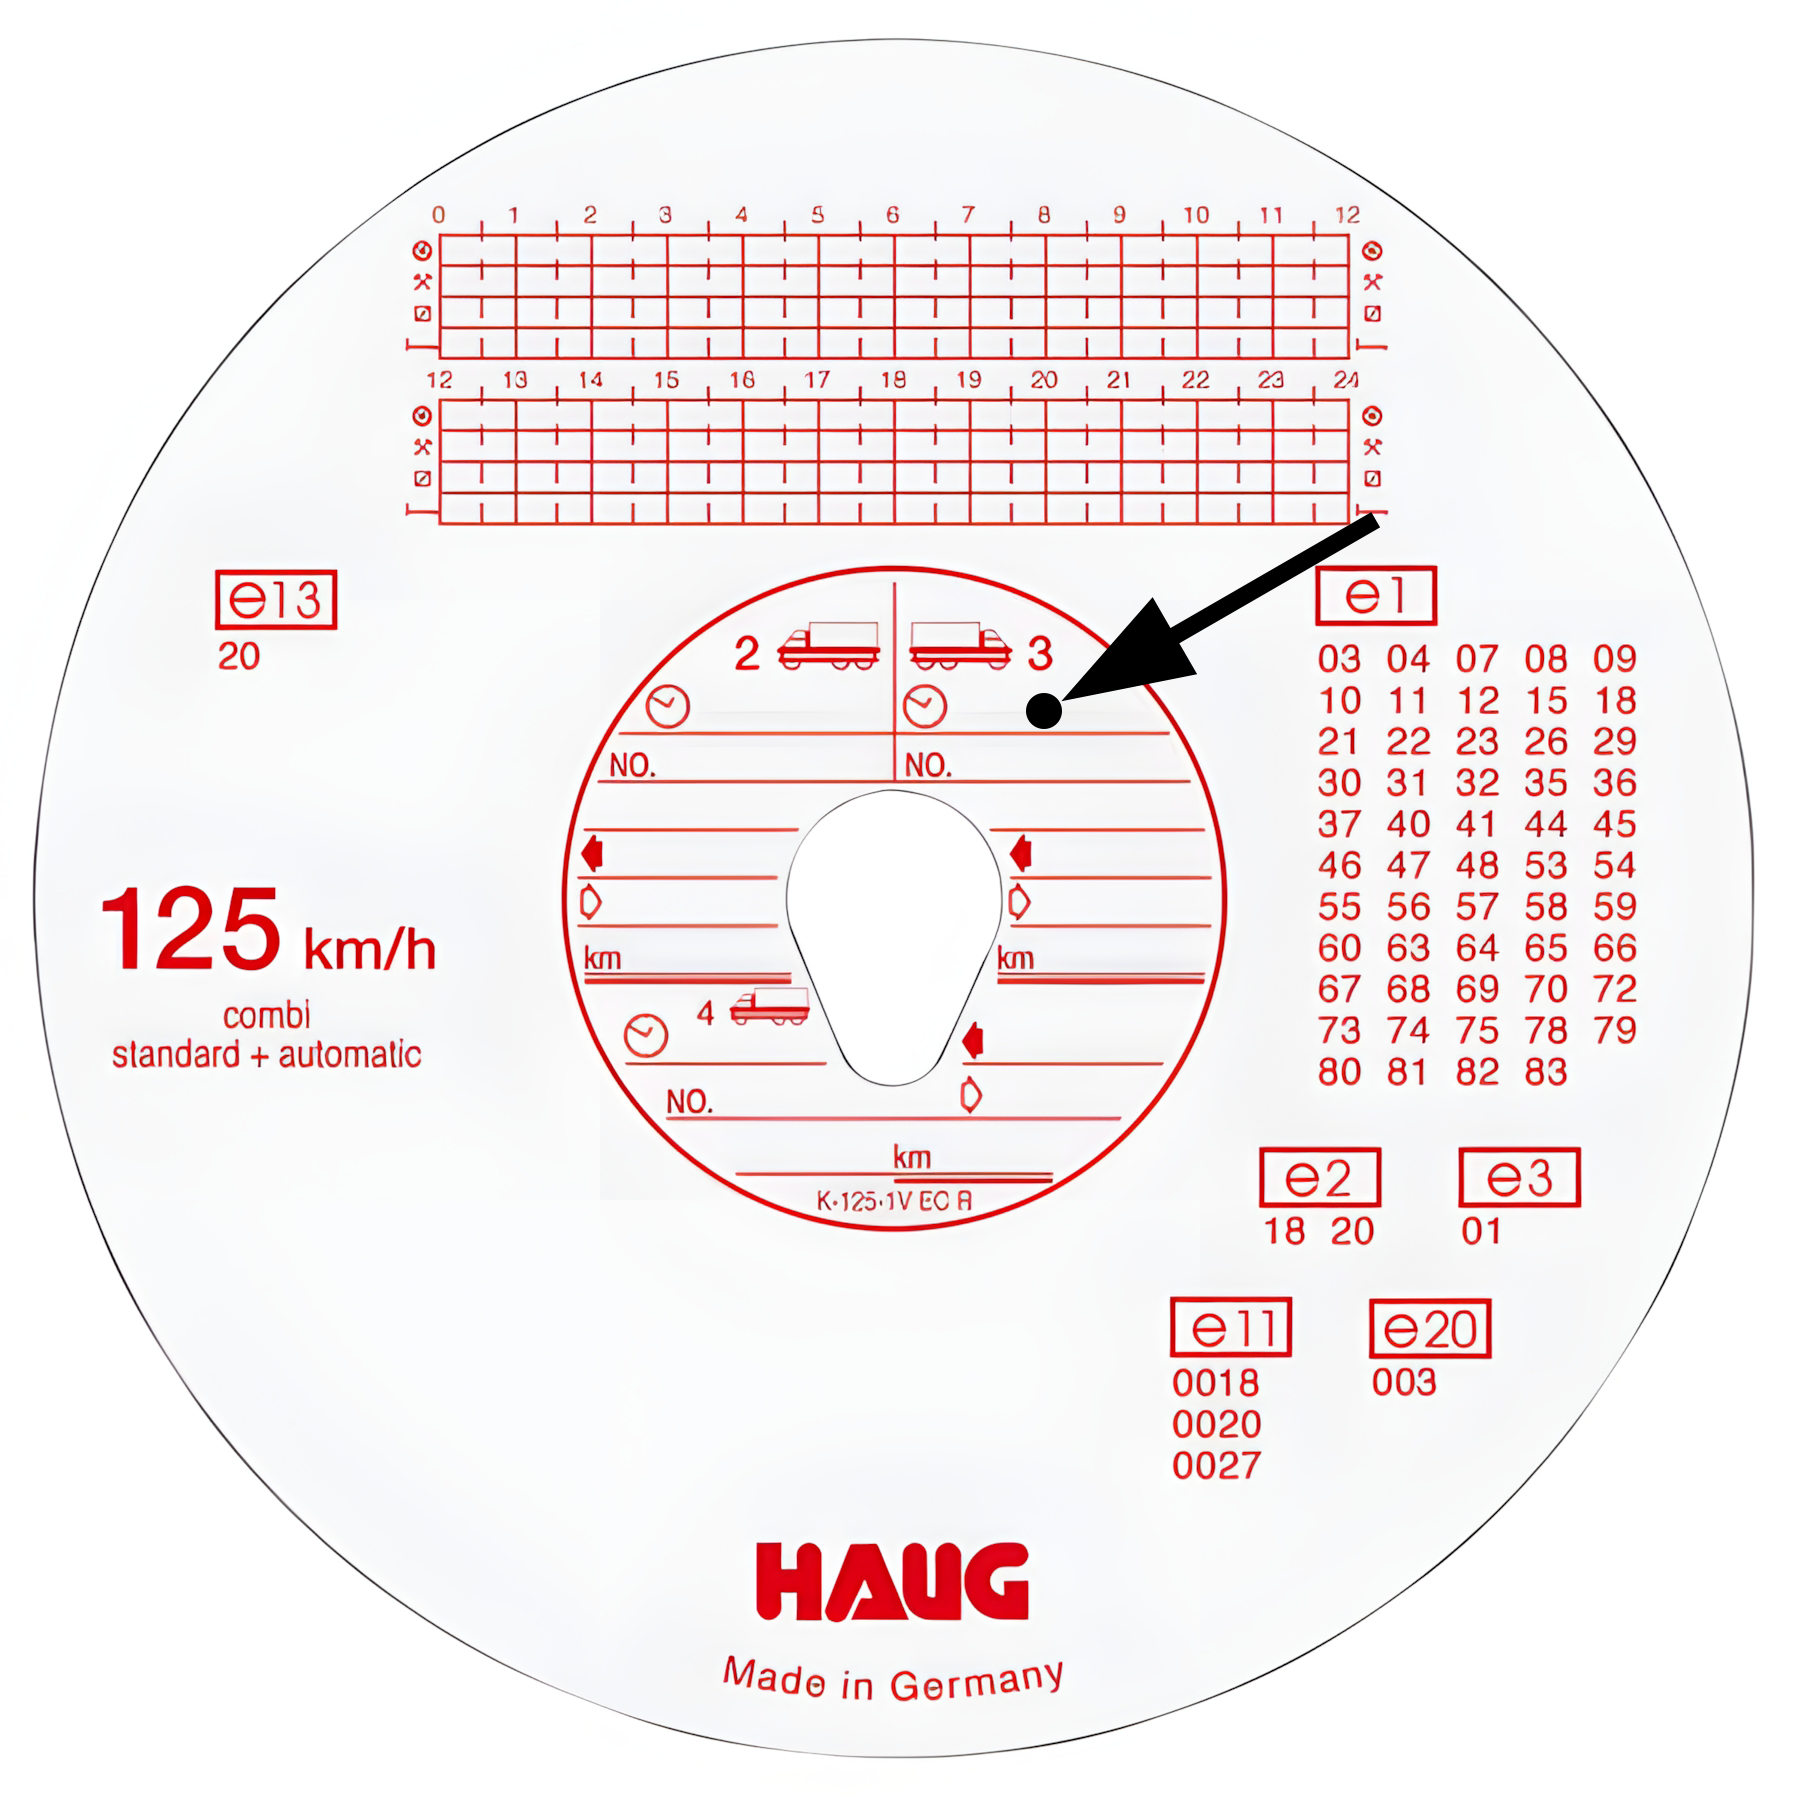 0 1 2 3 4 5 6 7 8 9 10 11 12
12 13 14 15 16 17 18 19 20 21 22 23 24
e13
20
125 km/h
combi
standard + automatic
2 3
NO. NO.
km km
4
NO.
km
K·125·1V EC R
e1
03 04 07 08 09
10 11 12 15 18
21 22 23 26 29
30 31 32 35 36
37 40 41 44 45
46 47 48 53 54
55 56 57 58 59
60 63 64 65 66
67 68 69 70 72
73 74 75 78 79
80 81 82 83
e2 e3
18 20 01
e11 e20
0018 003
0020
0027
HAUG
Made in Germany